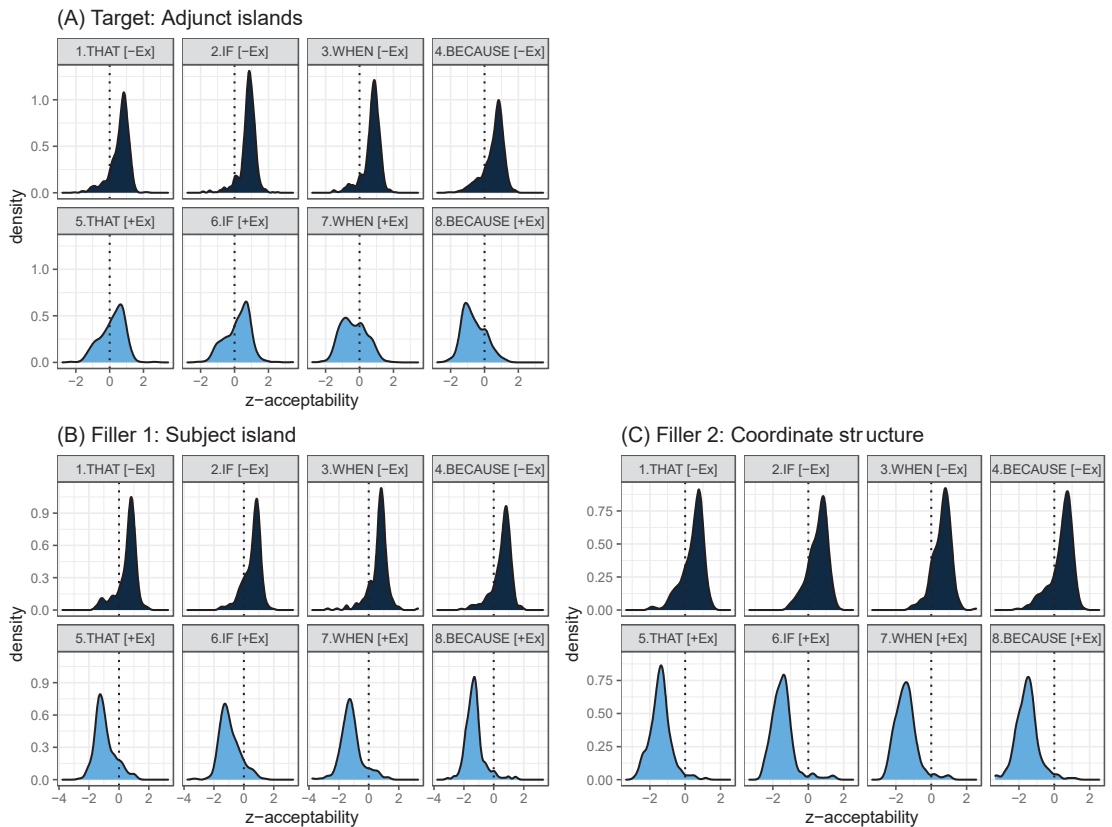 (A) Target: Adjunct islands
1.THAT [−Ex] 2.IF [−Ex] 3.WHEN [−Ex] 4.BECAUSE [−Ex]
1.0
0.5
0.0
5.THAT [+Ex] 6.IF [+Ex] 7.WHEN [+Ex] 8.BECAUSE [+Ex]
1.0
0.5
0.0
density
−2 0 2 −2 0 2 −2 0 2 −2 0 2
z−acceptability
(B) Filler 1: Subject island
1.THAT [−Ex] 2.IF [−Ex] 3.WHEN [−Ex] 4.BECAUSE [−Ex]
0.9
0.6
0.3
0.0
5.THAT [+Ex] 6.IF [+Ex] 7.WHEN [+Ex] 8.BECAUSE [+Ex]
0.9
0.6
0.3
0.0
density
−4 −2 0 2 −4 −2 0 2 −4 −2 0 2 −4 −2 0 2
z−acceptability
(C) Filler 2: Coordinate structure
1.THAT [−Ex] 2.IF [−Ex] 3.WHEN [−Ex] 4.BECAUSE [−Ex]
0.75
0.50
0.25
0.00
5.THAT [+Ex] 6.IF [+Ex] 7.WHEN [+Ex] 8.BECAUSE [+Ex]
0.75
0.50
0.25
0.00
density
−2 0 2 −2 0 2 −2 0 2 −2 0 2
z−acceptability